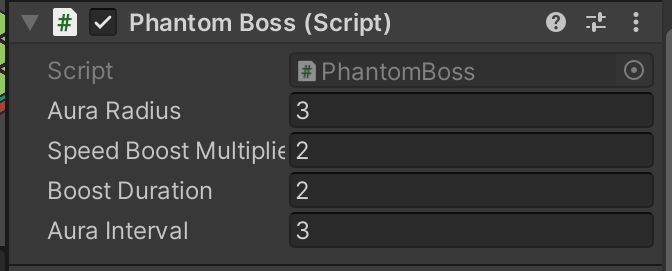 Phantom Boss (Script)
Script PhantomBoss
Aura Radius 3
Speed Boost Multiplie 2
Boost Duration 2
Aura Interval 3